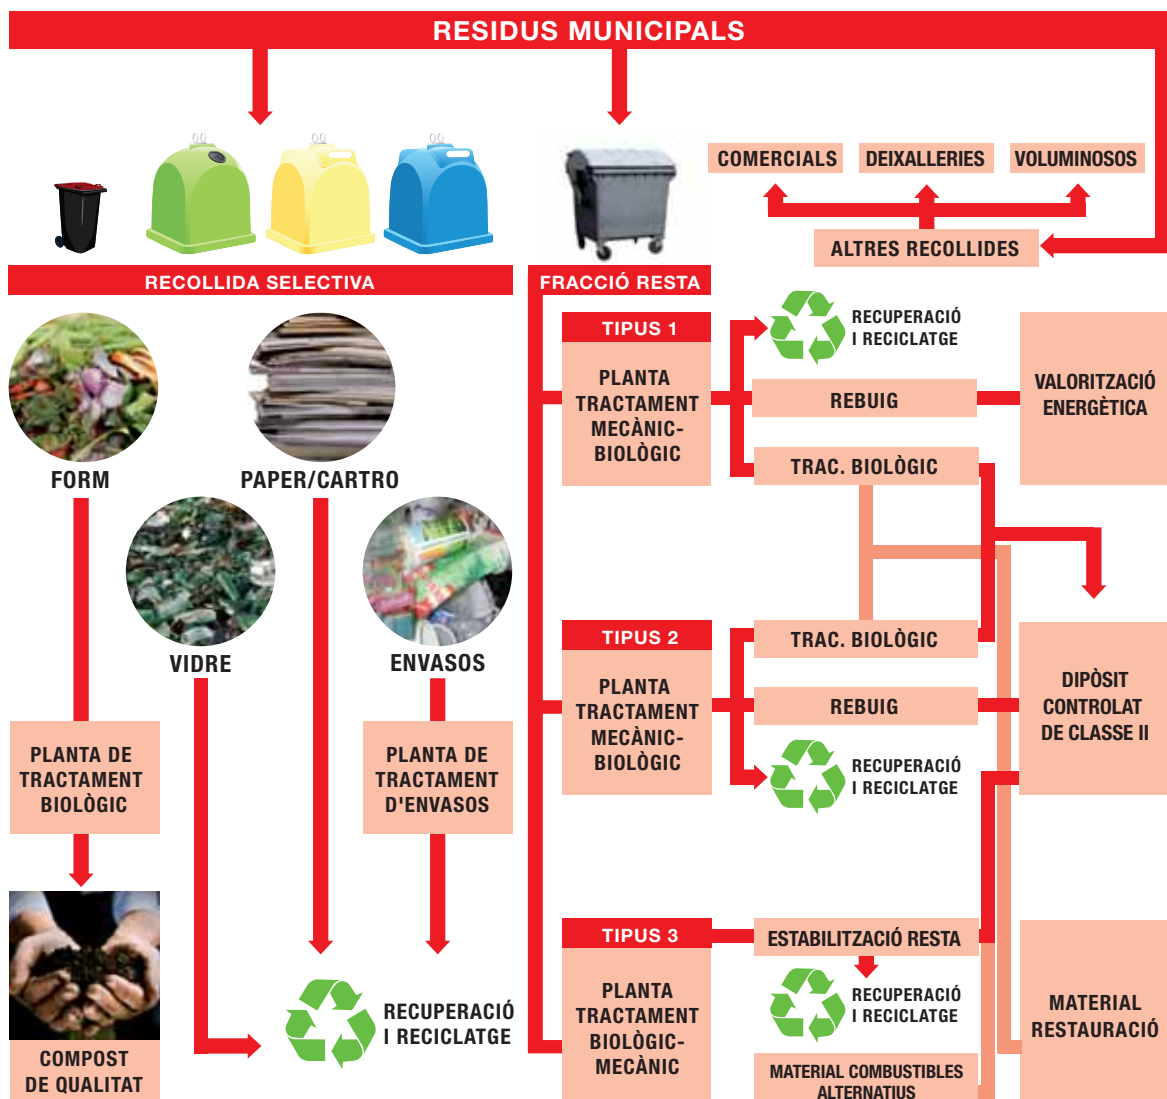 RESIDUS MUNICIPALS
COMERCIALS
DEIXALLERIES
VOLUMINOSOS
ALTRES RECOLLIDES
RECOLLIDA SELECTIVA
FORM
PAPER/CARTRO
VIDRE
ENVASOS
PLANTA DE
TRACTAMENT
BIOLÒGIC
PLANTA DE
TRACTAMENT
D'ENVASOS
COMPOST
DE QUALITAT
RECUPERACIÓ
I RECICLATGE
FRACCIÓ RESTA
TIPUS 1
PLANTA
TRACTAMENT
MECÀNIC-
BIOLÒGIC
RECUPERACIÓ
I RECICLATGE
REBUIG
TRAC. BIOLÒGIC
VALORITZACIÓ
ENERGÈTICA
TIPUS 2
PLANTA
TRACTAMENT
MECÀNIC-
BIOLÒGIC
TRAC. BIOLÒGIC
REBUIG
RECUPERACIÓ
I RECICLATGE
DIPÒSIT
CONTROLAT
DE CLASSE II
TIPUS 3
PLANTA
TRACTAMENT
BIOLÒGIC-
MECÀNIC
ESTABILITZACIÓ RESTA
RECUPERACIÓ
I RECICLATGE
MATERIAL COMBUSTIBLES
ALTERNATIUS
MATERIAL
RESTAURACIÓ